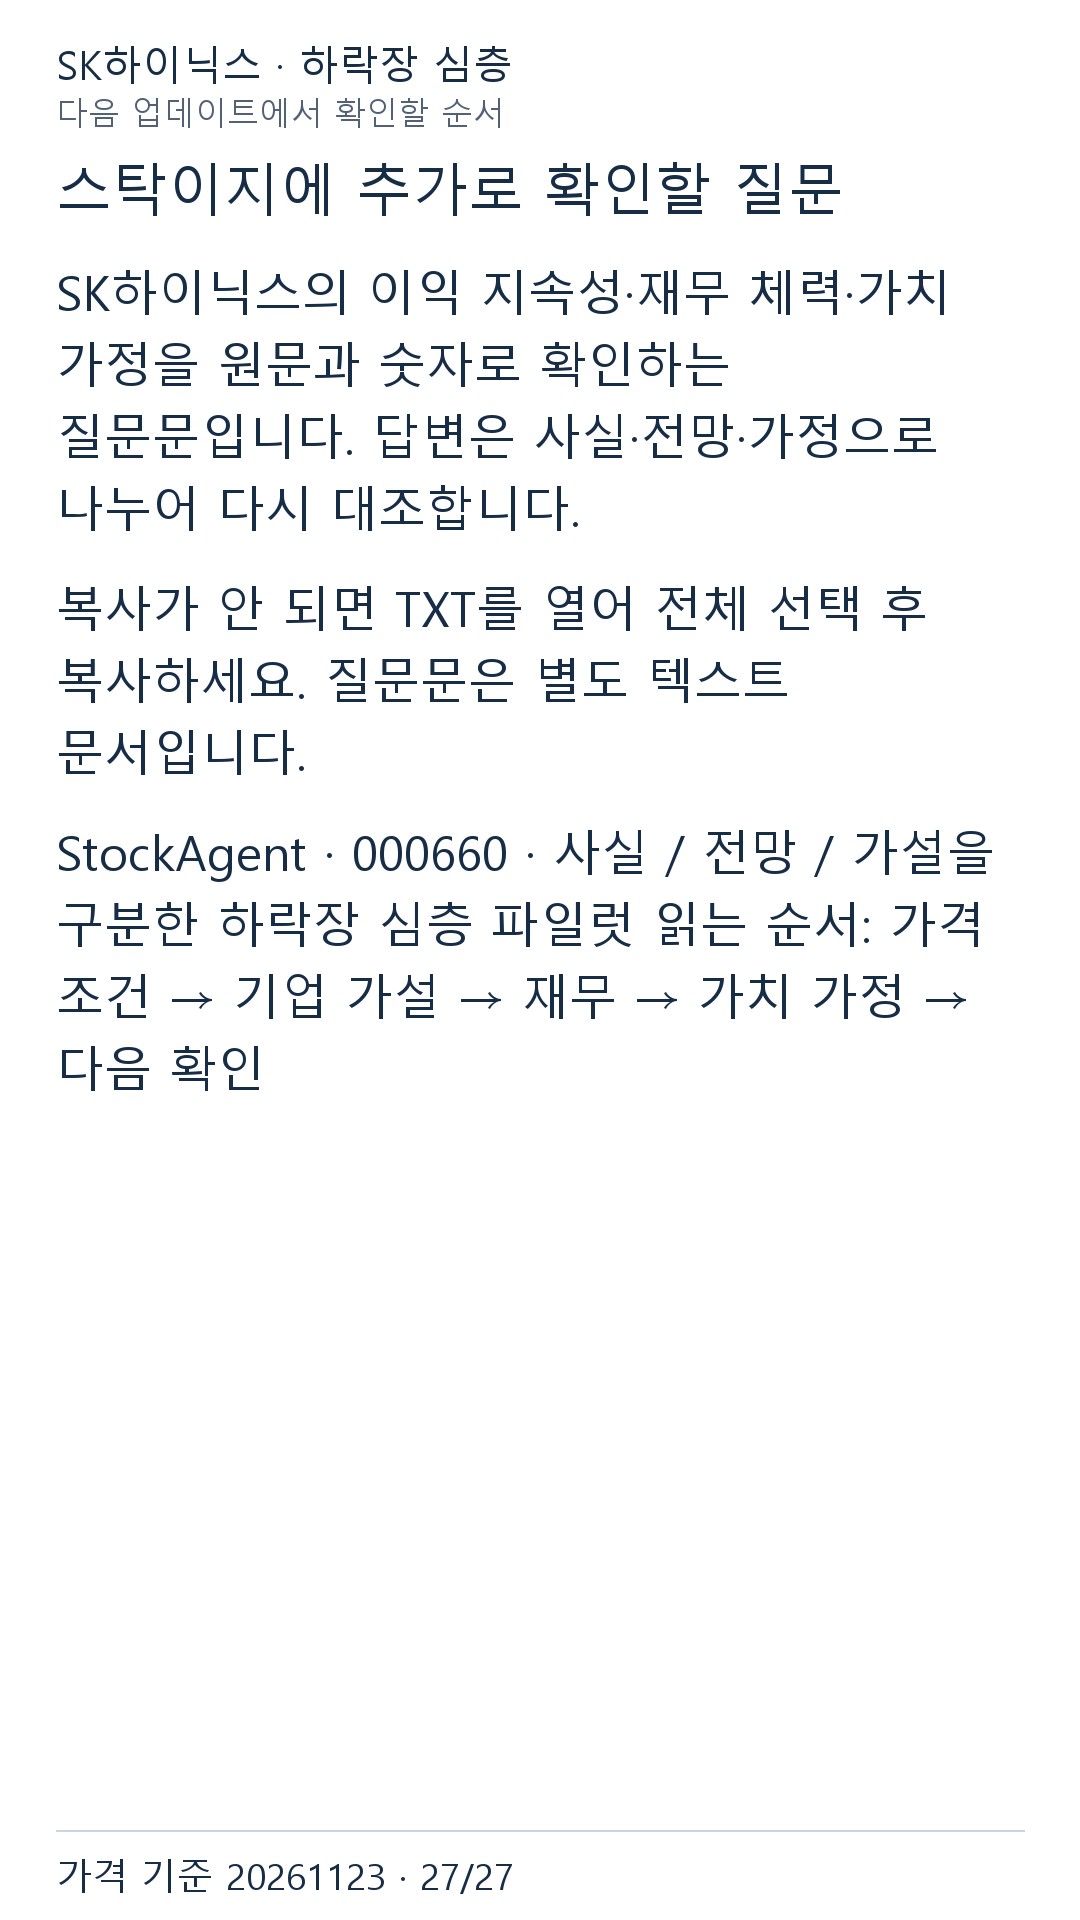 SK하이닉스 · 하락장 심층
다음 업데이트에서 확인할 순서
스탁이지에 추가로 확인할 질문
SK하이닉스의 이익 지속성·재무 체력·가치
가정을 원문과 숫자로 확인하는
질문문입니다. 답변은 사실·전망·가정으로
나누어 다시 대조합니다.
복사가 안 되면 TXT를 열어 전체 선택 후
복사하세요. 질문문은 별도 텍스트
문서입니다.
StockAgent · 000660 · 사실 / 전망 / 가설을
구분한 하락장 심층 파일럿 읽는 순서: 가격
조건 → 기업 가설 → 재무 → 가치 가정 →
다음 확인
가격 기준 20261123 · 27/27